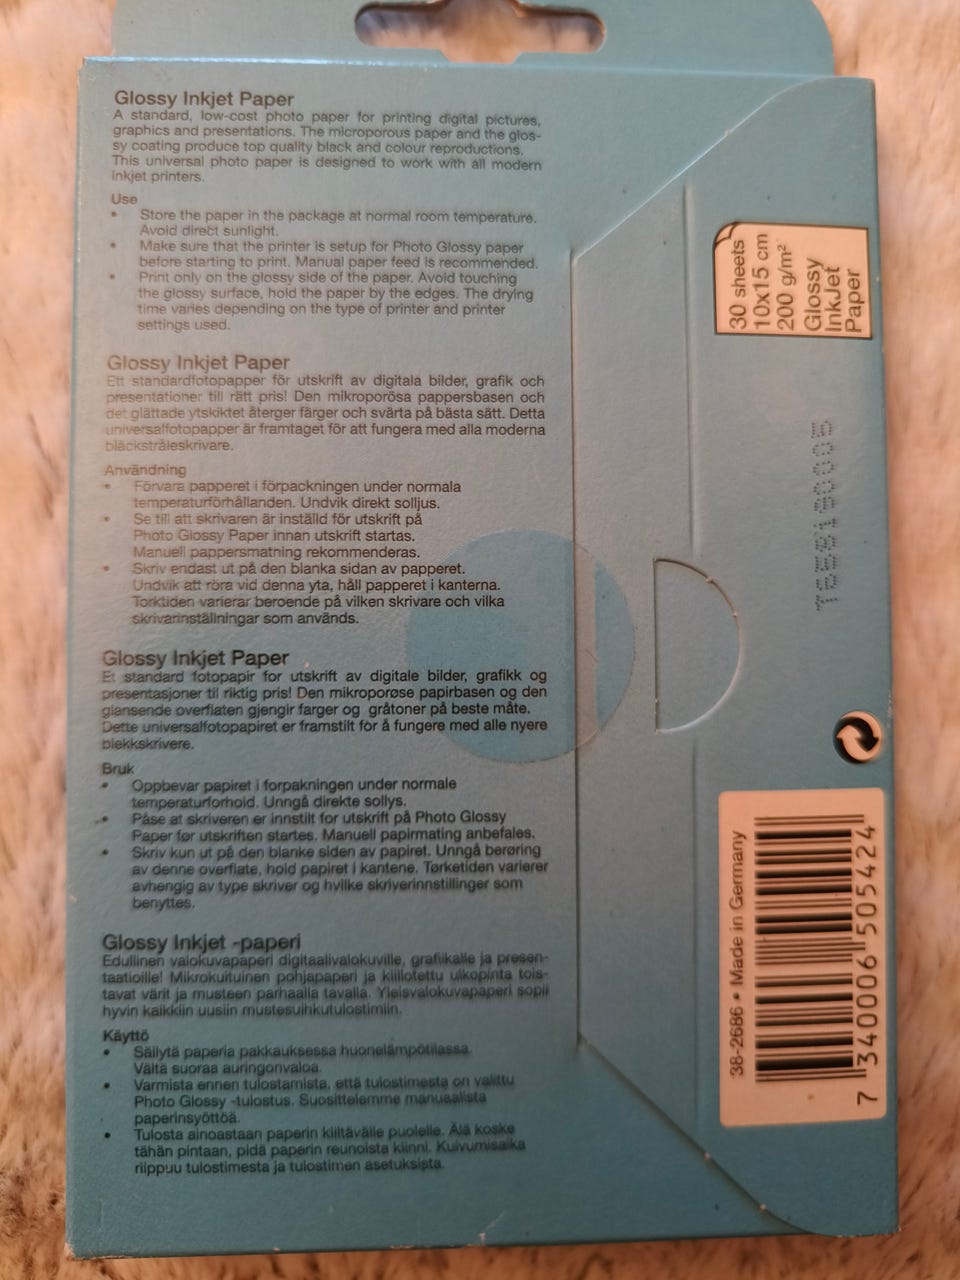 Glossy Inkjet Paper
A standard, low-cost photo paper for printing digital pictures,
graphics and presentations. The microporous paper and the glos-
sy coating produce top quality black and colour reproductions.
This universal photo paper is designed to work with all modern
inkjet printers.
Use
• Store the paper in the package at normal room temperature.
Avoid direct sunlight.
• Make sure that the printer is setup for Photo Glossy paper
before starting to print. Manual paper feed is recommended.
• Print only on the glossy side of the paper. Avoid touching
the glossy surface, hold the paper by the edges. The drying
time varies depending on the type of printer and printer
settings used.
Glossy Inkjet Paper
Ett standardfotopapper för utskrift av digitala bilder, grafik och
presentationer till rätt pris! Den mikroporösa pappersbasen och
det glättade ytskiktet återger färger och svärta på bästa sätt. Detta
universalfotopapper är framtaget för att fungera med alla moderna
bläckstråleskrivare.
Användning
• Förvara papperet i förpackningen under normala
temperaturförhållanden. Undvik direkt solljus.
• Se till att skrivaren är inställd för utskrift på
Photo Glossy Paper innan utskrift startas.
Manuell pappersmatning rekommenderas.
• Skriv endast ut på den blanka sidan av papperet.
Undvik att röra vid denna yta, håll papperet i kanterna.
Torktiden varierar beroende på vilken skrivare och vilka
skrivarinställningar som används.
Glossy Inkjet Paper
Et standard fotopapir for utskrift av digitale bilder, grafikk og
presentasjoner til riktig pris! Den mikroporøse papirbasen og den
glansende overflaten gjengir farger og gråtoner på beste måte.
Dette universalfotopapiret er framstilt for å fungere med alle nyere
blekkskrivere.
Bruk
• Oppbevar papiret i forpakningen under normale
temperaturforhold. Unngå direkte sollys.
• Påse at skriveren er innstilt for utskrift på Photo Glossy
Paper før utskriften startes. Manuell papirmating anbefales.
• Skriv kun ut på den blanke siden av papiret. Unngå berøring
av denne overflate, hold papiret i kantene. Tørketiden varierer
avhengig av type skriver og hvilke skriverinnstillinger som
benyttes.
Glossy Inkjet -paperi
Edullinen valokuvapaperi digitaalivalokuville, grafiikalle ja presen-
taatioille! Mikrokuituinen pohjapaperi ja kiillotettu ulkopinta tois-
tavat värit ja musteen parhaalla tavalla. Yleisvalokuvapaperi sopii
hyvin kaikkiin uusiin mustesuihkutulostimiin.
Käyttö
• Säilytä paperia pakkauksessa huonelämpötilassa.
Vältä suoraa auringonvaloa.
• Varmista ennen tulostamista, että tulostimesta on valittu
Photo Glossy -tulostus. Suosittelemme manuaalista
paperinsyöttöä.
• Tulosta ainoastaan paperin kiiltävälle puolelle. Älä koske
tähän pintaan, pidä paperin reunoista kiinni. Kuivumisaika
riippuu tulostimesta ja tulostimen asetuksista.
30 sheets
10x15 cm
200 g/m²
Glossy
InkJet
Paper
38-2686 • Made in Germany
7 340006 505424